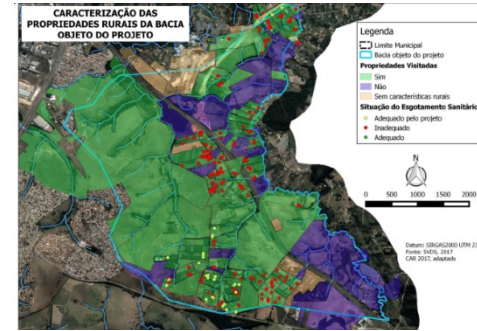 CARACTERIZAÇÃO DAS
PROPRIEDADES RURAIS DA BACIA
OBJETO DO PROJETO
Legenda
Limite Municipal
Bacia objeto do projeto
Propriedades Visitadas
Sim
Não
Sem características rurais
Situação do Esgotamento Sanitário
Adequado pelo projeto
Inadequado
Adequado
N
0 500 1000 1500 2000
Datum: SIRGAS2000 UTM 23
Fonte: SVDS, 2017
CAR 2017, adaptado